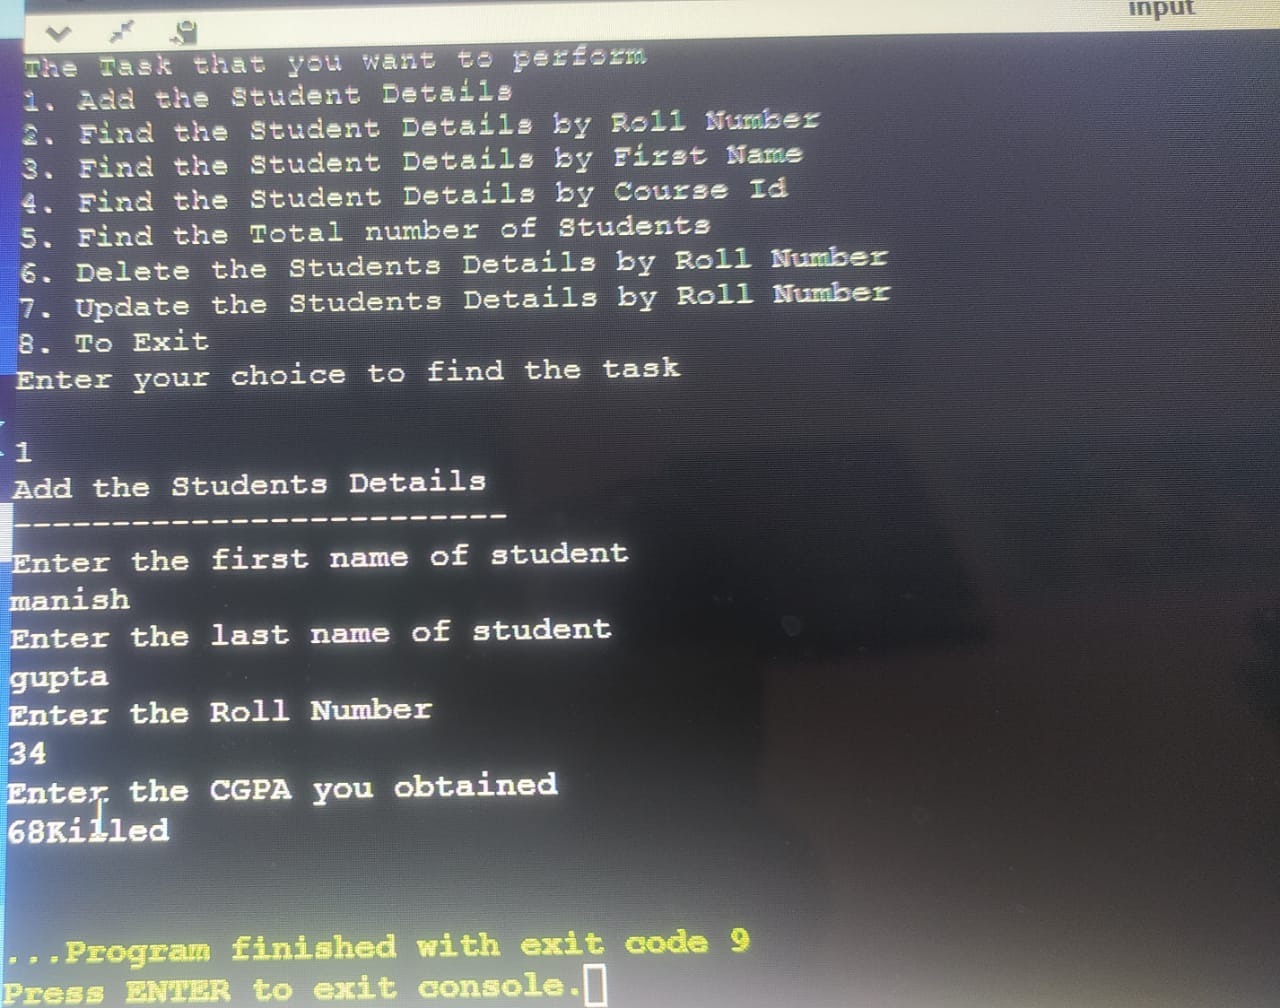 input
The Task that you want to perform
1. Add the Student Details
2. Find the Student Details by Roll Number
3. Find the Student Details by First Name
4. Find the Student Details by Course Id
5. Find the Total number of Students
6. Delete the Students Details by Roll Number
7. Update the Students Details by Roll Number
8. To Exit
Enter your choice to find the task
1
Add the Students Details
-------------------------
Enter the first name of student
manish
Enter the last name of student
gupta
Enter the Roll Number
34
Enter the CGPA you obtained
68Killed
...Program finished with exit code 9
Press ENTER to exit console.